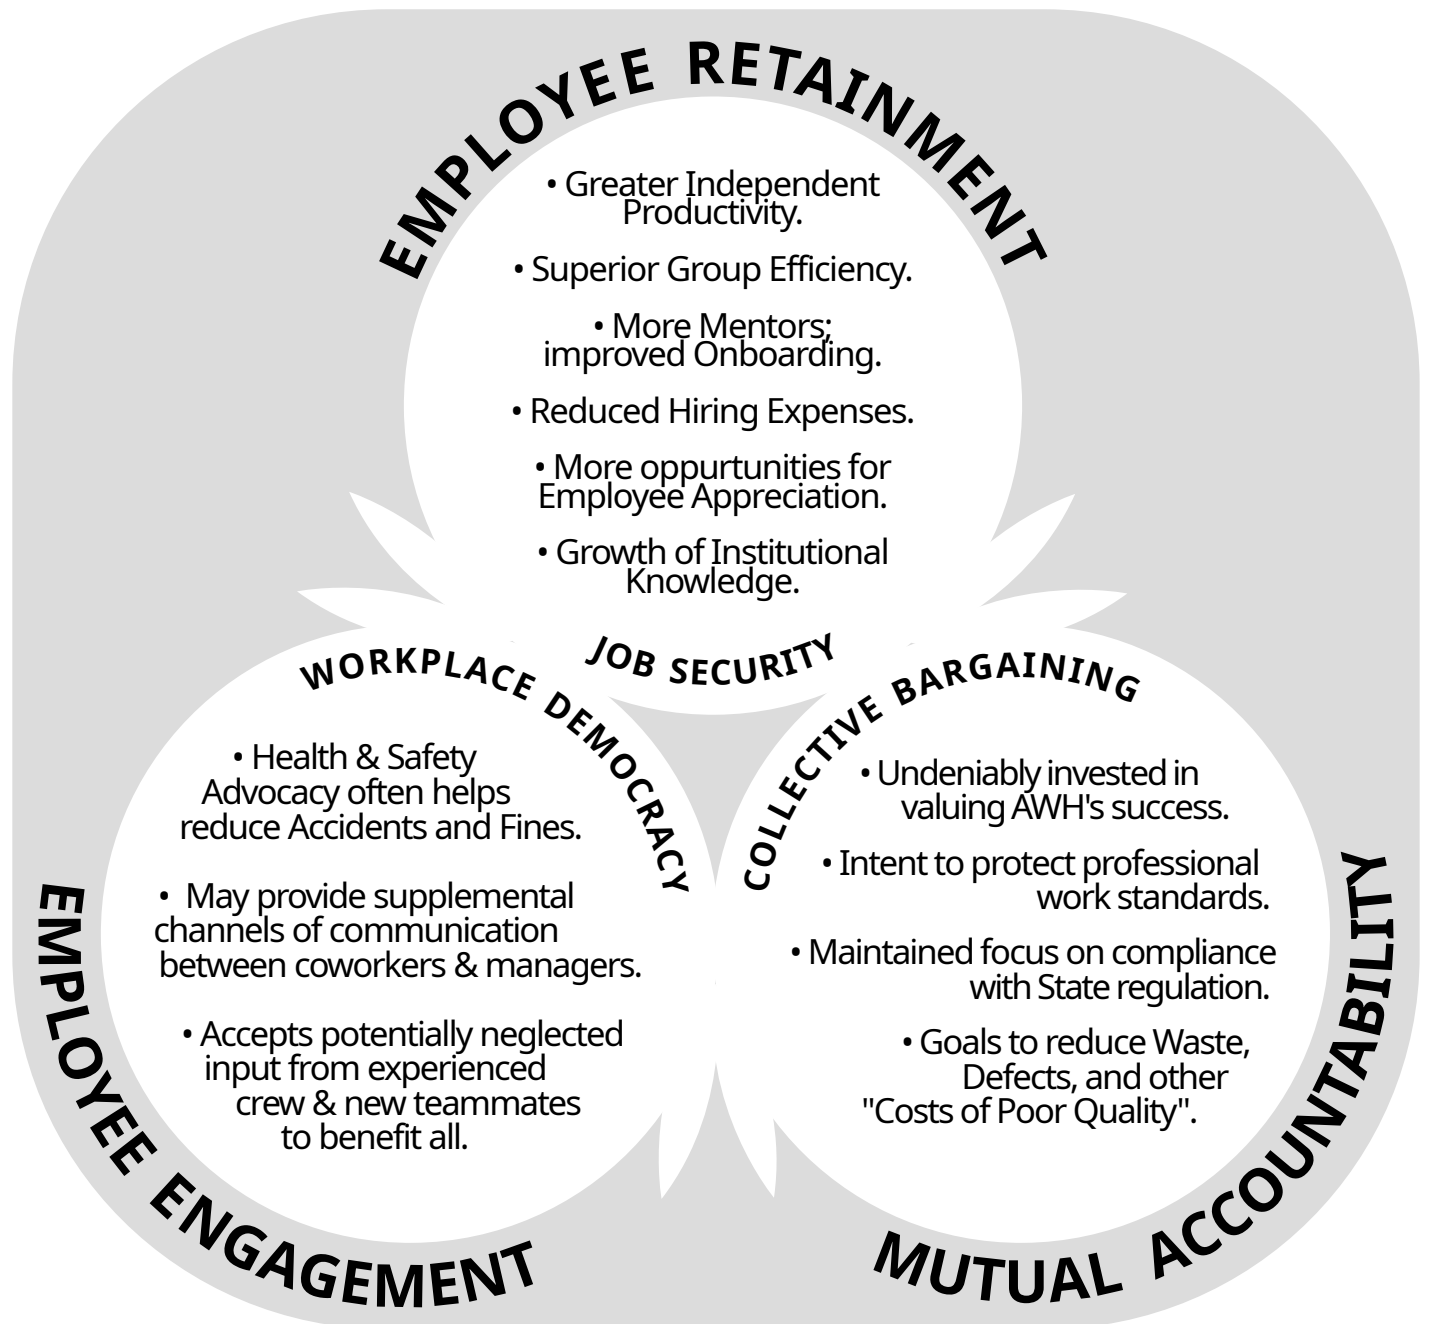 EMPLOYEE RETAINMENT
• Greater Independent
Productivity.
• Superior Group Efficiency.
• More Mentors;
improved Onboarding.
• Reduced Hiring Expenses.
• More oppurtunities for
Employee Appreciation.
• Growth of Institutional
Knowledge.
JOB SECURITY
WORKPLACE DEMOCRACY
• Health & Safety
Advocacy often helps
reduce Accidents and Fines.
• May provide supplemental
channels of communication
between coworkers & managers.
• Accepts potentially neglected
input from experienced
crew & new teammates
to benefit all.
EMPLOYEE ENGAGEMENT
COLLECTIVE BARGAINING
• Undeniably invested in
valuing AWH's success.
• Intent to protect professional
work standards.
• Maintained focus on compliance
with State regulation.
• Goals to reduce Waste,
Defects, and other
"Costs of Poor Quality".
MUTUAL ACCOUNTABILITY